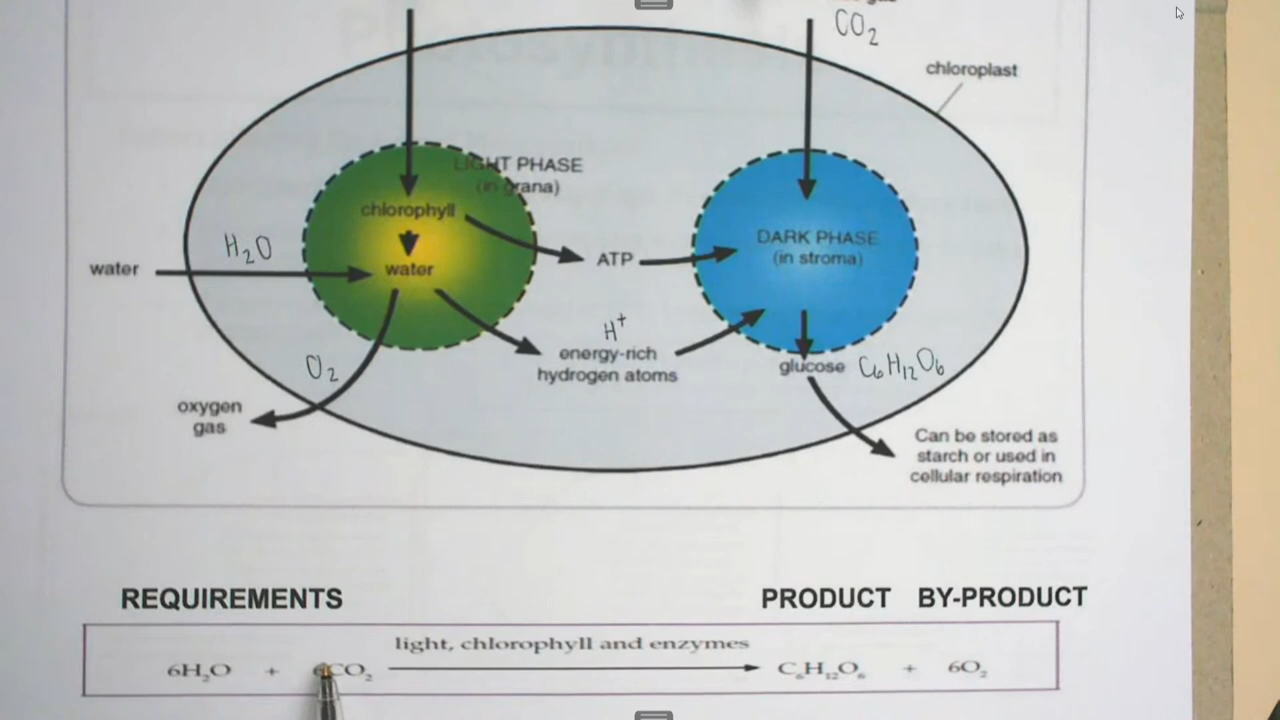 CO₂
chloroplast
LIGHT PHASE
(in grana)
chlorophyll
H₂O
water
water
ATP
DARK PHASE
(in stroma)
H⁺
energy-rich
hydrogen atoms
glucose C₆H₁₂O₆
O₂
oxygen
gas
Can be stored as
starch or used in
cellular respiration
REQUIREMENTS PRODUCT BY-PRODUCT
light, chlorophyll and enzymes
6H₂O + 6CO₂ C₆H₁₂O₆ + 6O₂